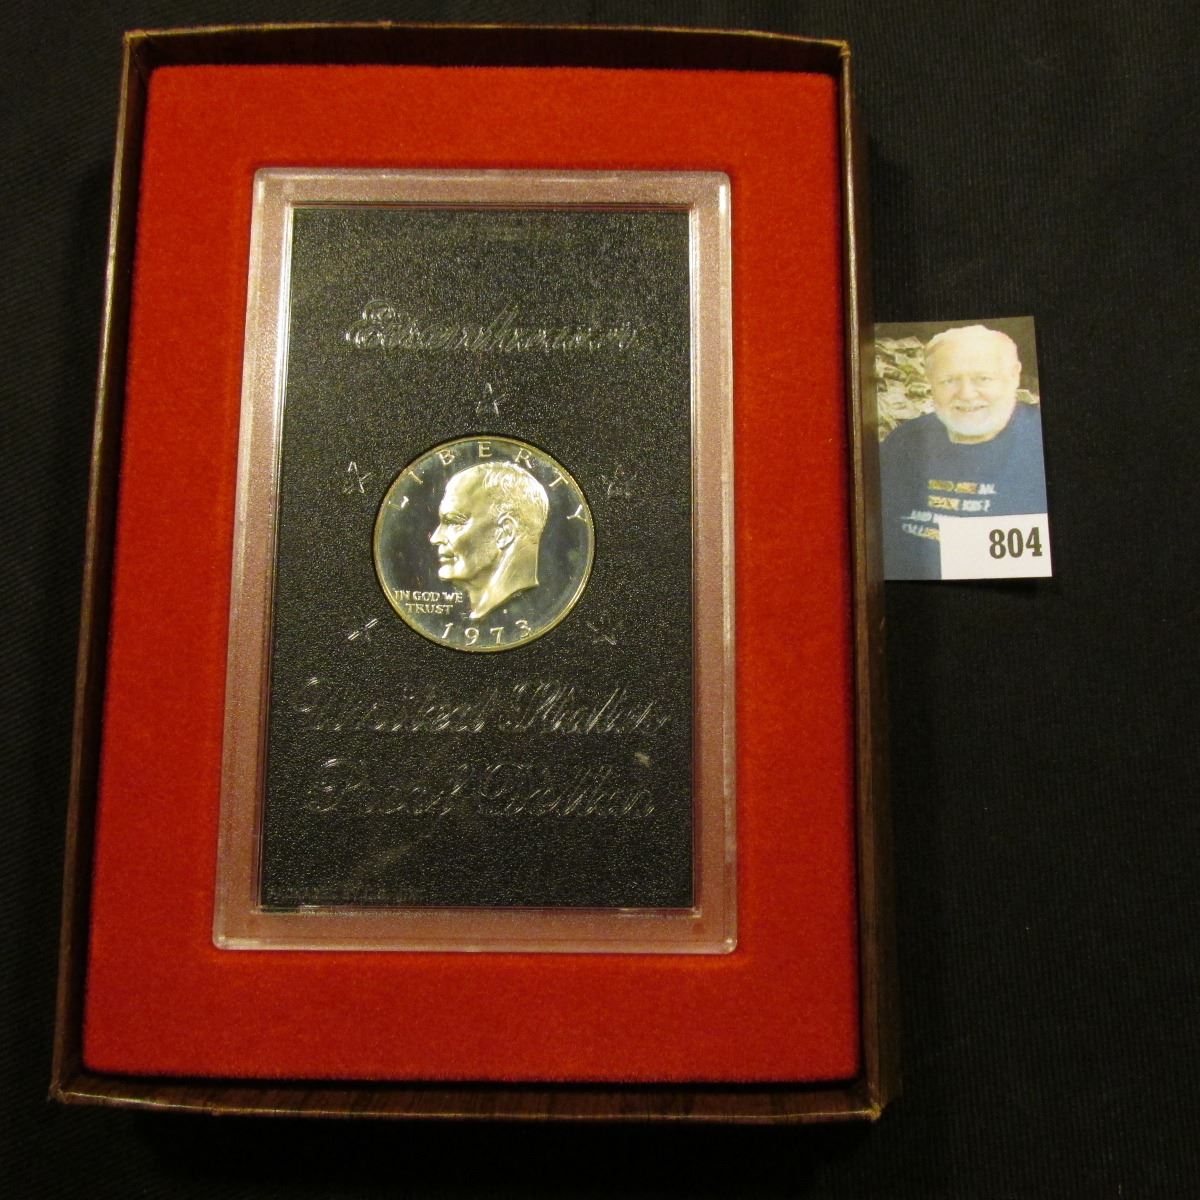 Eisenhower
LIBERTY
IN GOD WE
TRUST
1973
United States
Proof Dollar
804